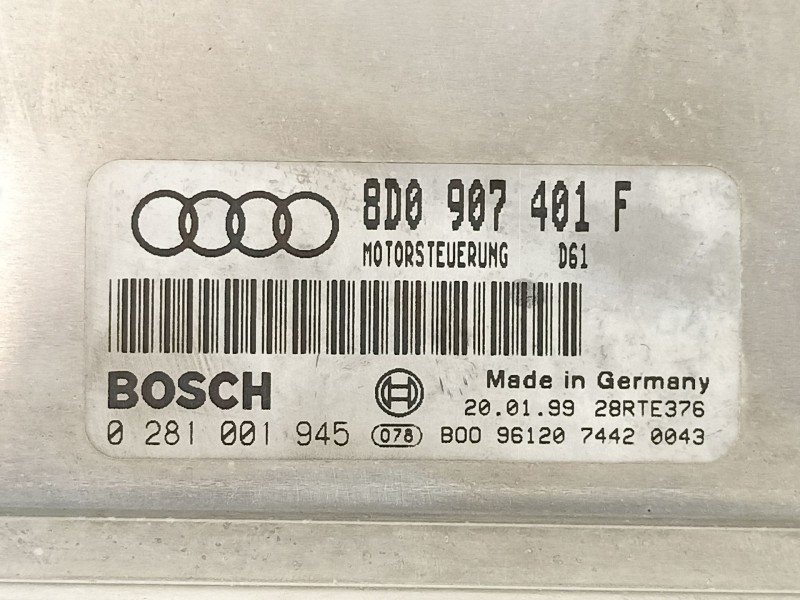 8D0 907 401 F
MOTORSTEUERUNG D61
BOSCH
Made in Germany
20.01.99 28RTE376
0 281 001 945 078 B00 96120 7442 0043